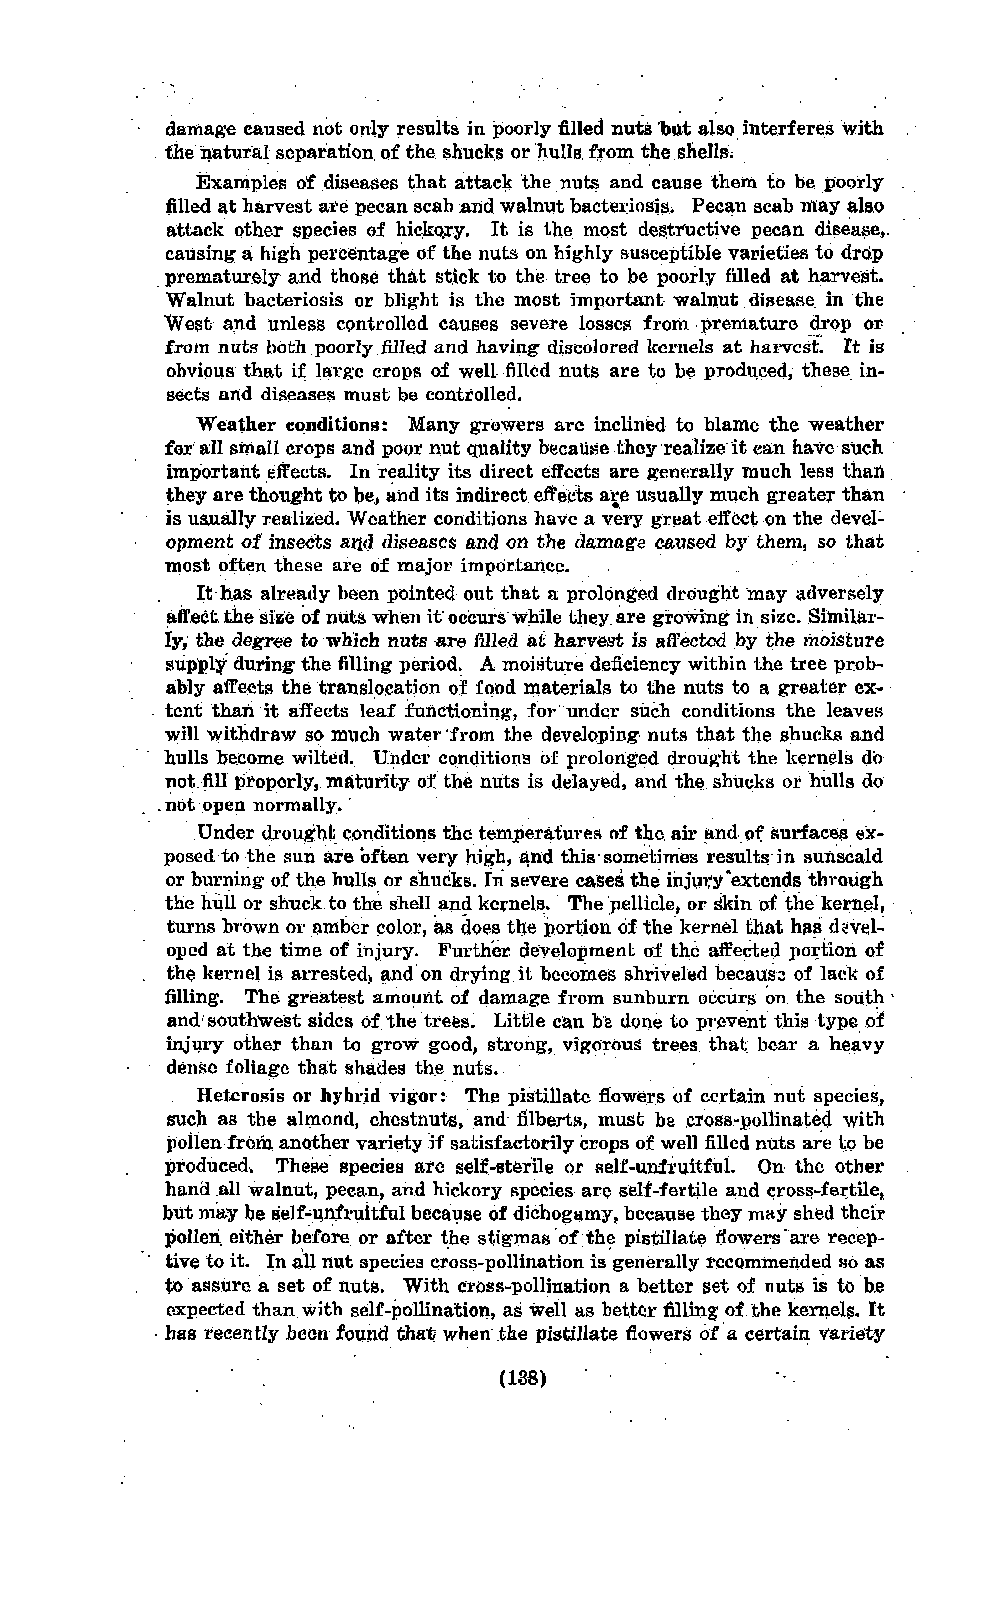 damage caused not only results in poorly filled nuts but also interferes with
the natural separation of the shucks or hulls from the shells.
Examples of diseases that attack the nuts and cause them to be poorly
filled at harvest are pecan scab and walnut bacteriosis. Pecan scab may also
attack other species of hickory. It is the most destructive pecan disease,
causing a high percentage of the nuts on highly susceptible varieties to drop
prematurely and those that stick to the tree to be poorly filled at harvest.
Walnut bacteriosis or blight is the most important walnut disease in the
West and unless controlled causes severe losses from premature drop or
from nuts both poorly filled and having discolored kernels at harvest. It is
obvious that if large crops of well filled nuts are to be produced, these in-
sects and diseases must be controlled.
Weather conditions: Many growers are inclined to blame the weather
for all small crops and poor nut quality because they realize it can have such
important effects. In reality its direct effects are generally much less than
they are thought to be, and its indirect effects are usually much greater than
is usually realized. Weather conditions have a very great effect on the devel-
opment of insects and diseases and on the damage caused by them, so that
most often these are of major importance.
It has already been pointed out that a prolonged drought may adversely
affect the size of nuts when it occurs while they are growing in size. Similar-
ly, the degree to which nuts are filled at harvest is affected by the moisture
supply during the filling period. A moisture deficiency within the tree prob-
ably affects the translocation of food materials to the nuts to a greater ex-
tent than it affects leaf functioning, for under such conditions the leaves
will withdraw so much water from the developing nuts that the shucks and
hulls become wilted. Under conditions of prolonged drought the kernels do
not fill properly, maturity of the nuts is delayed, and the shucks or hulls do
not open normally.
Under drought conditions the temperatures of the air and of surfaces ex-
posed to the sun are often very high, and this sometimes results in sunscald
or burning of the hulls or shucks. In severe cases the injury extends through
the hull or shuck to the shell and kernels. The pellicle, or skin of the kernel,
turns brown or amber color, as does the portion of the kernel that has devel-
oped at the time of injury. Further development of the affected portion of
the kernel is arrested, and on drying it becomes shriveled because of lack of
filling. The greatest amount of damage from sunburn occurs on the south
and southwest sides of the trees. Little can be done to prevent this type of
injury other than to grow good, strong, vigorous trees that bear a heavy
dense foliage that shades the nuts.
Heterosis or hybrid vigor: The pistillate flowers of certain nut species,
such as the almond, chestnuts, and filberts, must be cross-pollinated with
pollen from another variety if satisfactorily crops of well filled nuts are to be
produced. These species are self-sterile or self-unfruitful. On the other
hand all walnut, pecan, and hickory species are self-fertile and cross-fertile,
but may be self-unfruitful because of dichogamy, because they may shed their
pollen either before or after the stigmas of the pistillate flowers are recep-
tive to it. In all nut species cross-pollination is generally recommended so as
to assure a set of nuts. With cross-pollination a better set of nuts is to be
expected than with self-pollination, as well as better filling of the kernels. It
has recently been found that when the pistillate flowers of a certain variety
(138)